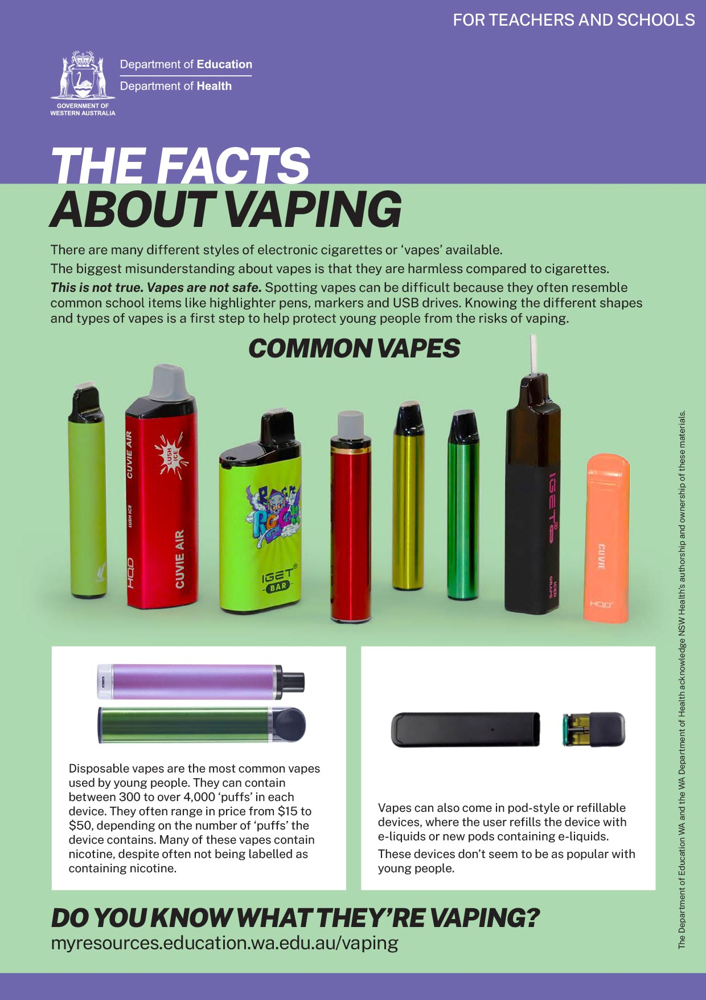 FOR TEACHERS AND SCHOOLS
Department of Education
Department of Health
GOVERNMENT OF
WESTERN AUSTRALIA
THE FACTS
ABOUT VAPING
There are many different styles of electronic cigarettes or ‘vapes’ available.
The biggest misunderstanding about vapes is that they are harmless compared to cigarettes.
This is not true. Vapes are not safe. Spotting vapes can be difficult because they often resemble
common school items like highlighter pens, markers and USB drives. Knowing the different shapes
and types of vapes is a first step to help protect young people from the risks of vaping.
COMMON VAPES
CUVIE AIR
LUSH ICE
HQD
LUSH
ICE
CUVIE AIR
IGET®
BAR
IGET®
ICED
GRAPE
CUVIE
HQD®
Disposable vapes are the most common vapes
used by young people. They can contain
between 300 to over 4,000 ‘puffs’ in each
device. They often range in price from $15 to
$50, depending on the number of ‘puffs’ the
device contains. Many of these vapes contain
nicotine, despite often not being labelled as
containing nicotine.
Vapes can also come in pod-style or refillable
devices, where the user refills the device with
e-liquids or new pods containing e-liquids.
These devices don’t seem to be as popular with
young people.
DO YOU KNOW WHAT THEY’RE VAPING?
myresources.education.wa.edu.au/vaping
The Department of Education WA and the WA Department of Health acknowledge NSW Health’s authorship and ownership of these materials.